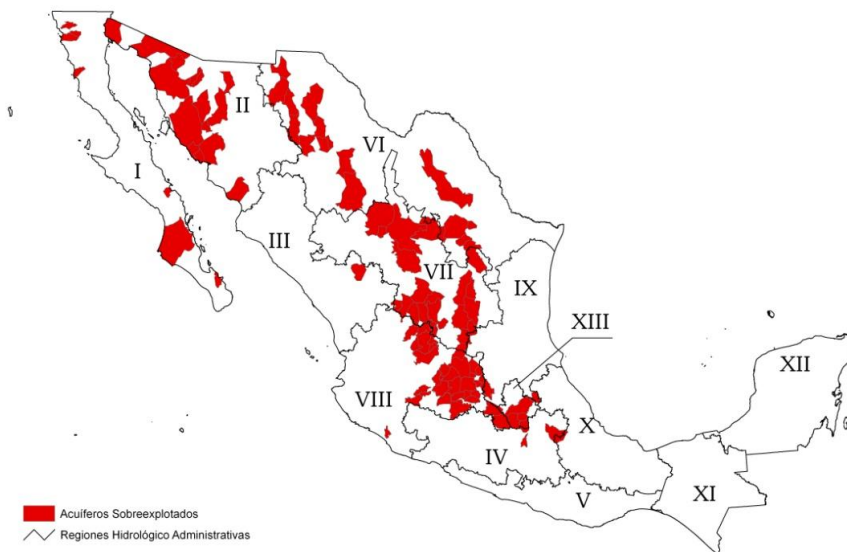 II
VI
I
III
VII
IX
XIII
XII
VIII
X
IV
XI
V
Acuíferos Sobreexplotados
Regiones Hidrológico Administrativas